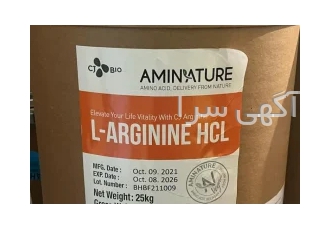 CJ BIO
AMINATURE
AMINO ACID, DELIVERY FROM NATURE
Elevate Your Life Vitality With CJ Arginine
آگهی سرا
L-ARGININE HCL
MFG. Date : Oct. 09. 2021
EXP. Date : Oct. 08. 2026
Lot. Number : BHBF211009
AMINATURE
N
Net Weight: 25kg